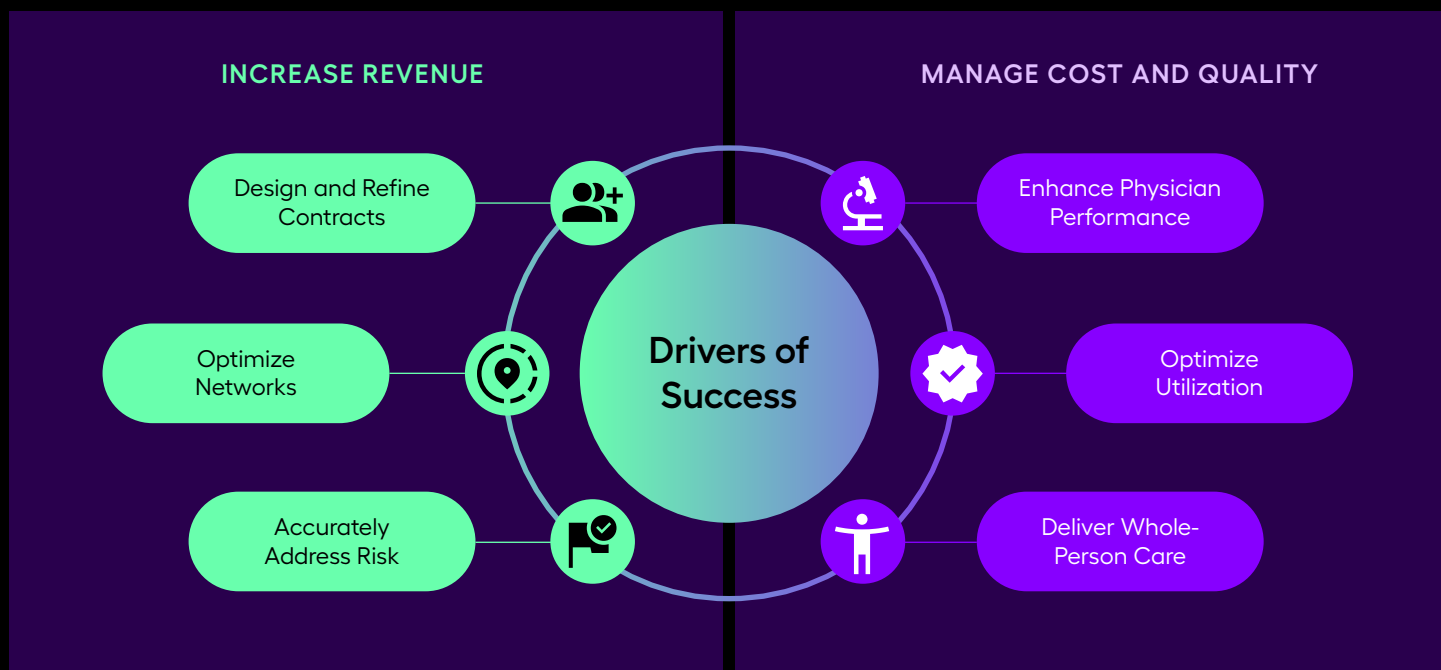 INCREASE REVENUE
Design and Refine
Contracts
Optimize
Networks
Accurately
Address Risk
Drivers of
Success
MANAGE COST AND QUALITY
Enhance Physician
Performance
Optimize
Utilization
Deliver Whole-
Person Care